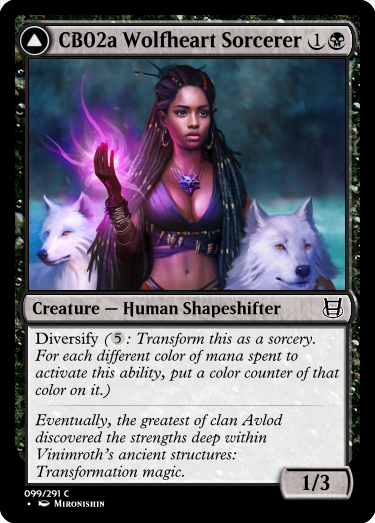 CB02a Wolfheart Sorcerer 1
Creature — Human Shapeshifter
Diversify (5: Transform this as a sorcery.
For each different color of mana spent to
activate this ability, put a color counter of that
color on it.)
Eventually, the greatest of clan Avlod
discovered the strengths deep within
Vinimroth's ancient structures:
Transformation magic.
1/3
099/291 C
• Mironishin